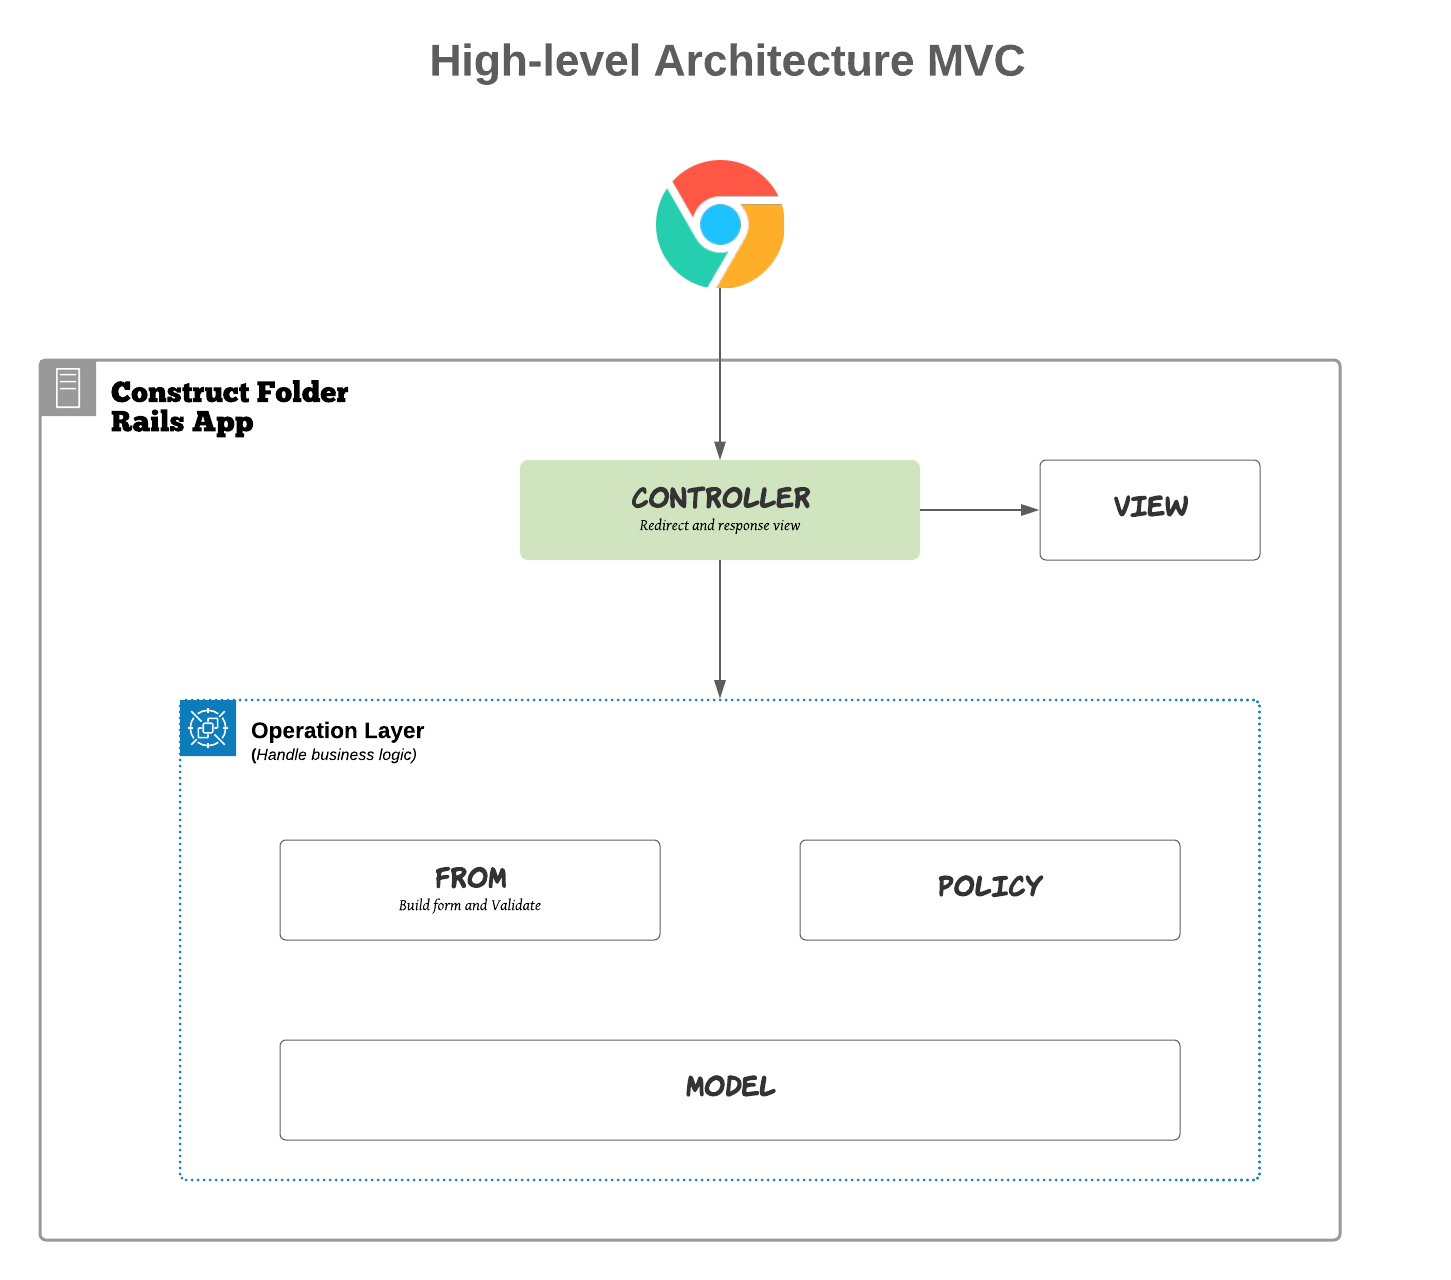 High-level Architecture MVC
Construct Folder
Rails App
CONTROLLER
Redirect and response view
VIEW
Operation Layer
(Handle business logic)
FROM
Build form and Validate
POLICY
MODEL